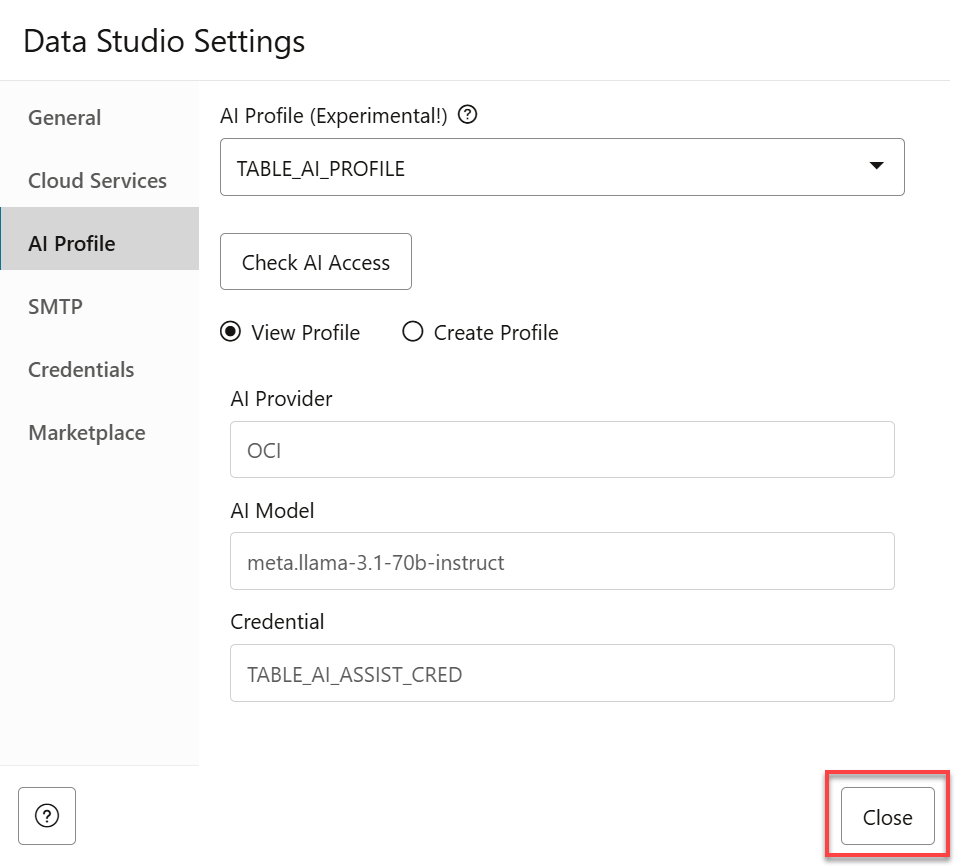 Data Studio Settings
General
Cloud Services
AI Profile
SMTP
Credentials
Marketplace
AI Profile (Experimental!) ?
TABLE_AI_PROFILE
Check AI Access
View Profile
Create Profile
AI Provider
OCI
AI Model
meta.llama-3.1-70b-instruct
Credential
TABLE_AI_ASSIST_CRED
?
Close